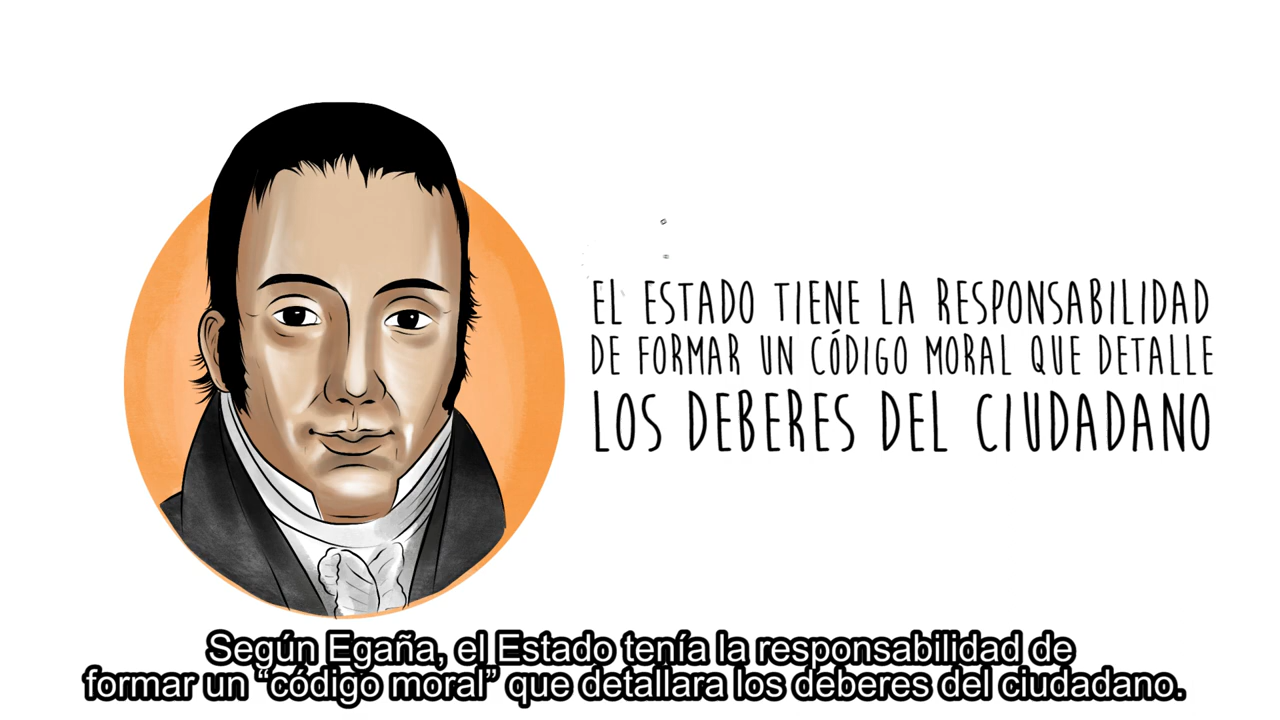 EL ESTADO TIENE LA RESPONSABILIDAD
DE FORMAR UN CÓDIGO MORAL QUE DETALLE
LOS DEBERES DEL CIUDADANO
Según Egaña, el Estado tenía la responsabilidad de
formar un “código moral” que detallara los deberes del ciudadano.